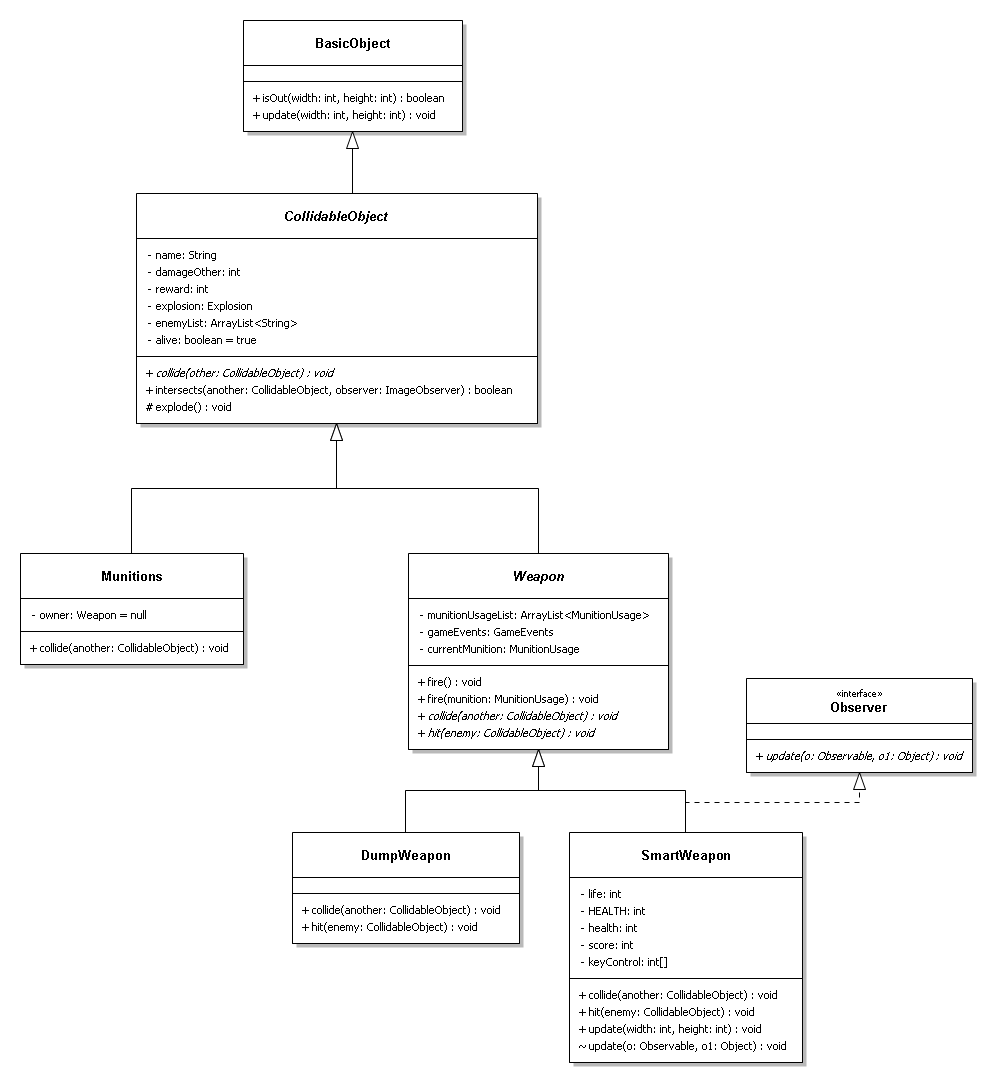 BasicObject
+ isOut(width: int, height: int) : boolean
+ update(width: int, height: int) : void
CollidableObject
- name: String
- damageOther: int
- reward: int
- explosion: Explosion
- enemyList: ArrayList<String>
- alive: boolean = true
+ collide(other: CollidableObject) : void
+ intersects(another: CollidableObject, observer: ImageObserver) : boolean
# explode() : void
Munitions
- owner: Weapon = null
+ collide(another: CollidableObject) : void
Weapon
- munitionUsageList: ArrayList<MunitionUsage>
- gameEvents: GameEvents
- currentMunition: MunitionUsage
+ fire() : void
+ fire(munition: MunitionUsage) : void
+ collide(another: CollidableObject) : void
+ hit(enemy: CollidableObject) : void
«interface»
Observer
+ update(o: Observable, o1: Object) : void
DumpWeapon
+ collide(another: CollidableObject) : void
+ hit(enemy: CollidableObject) : void
SmartWeapon
- life: int
- HEALTH: int
- health: int
- score: int
- keyControl: int[]
+ collide(another: CollidableObject) : void
+ hit(enemy: CollidableObject) : void
+ update(width: int, height: int) : void
~ update(o: Observable, o1: Object) : void